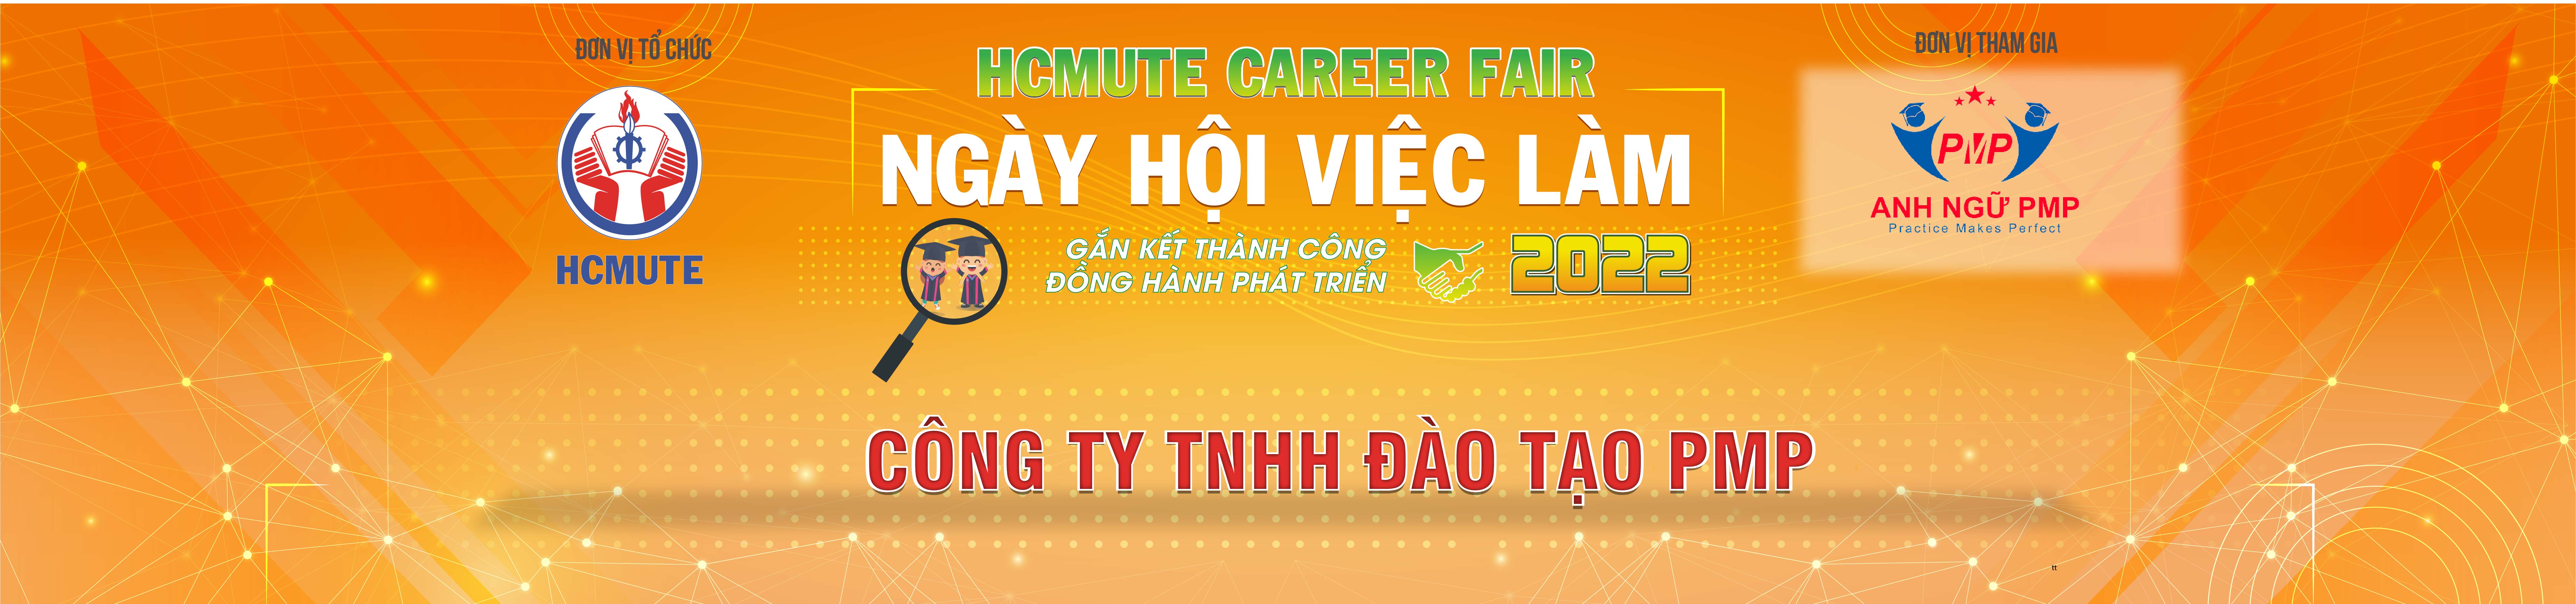 ĐƠN VỊ TỔ CHỨC
HCMUTE
HCMUTE CAREER FAIR
NGÀY HỘI VIỆC LÀM
GẮN KẾT THÀNH CÔNG
ĐỒNG HÀNH PHÁT TRIỂN
2022
ĐƠN VỊ THAM GIA
PMP
ANH NGỮ PMP
Practice Makes Perfect
CÔNG TY TNHH ĐÀO TẠO PMP
tt